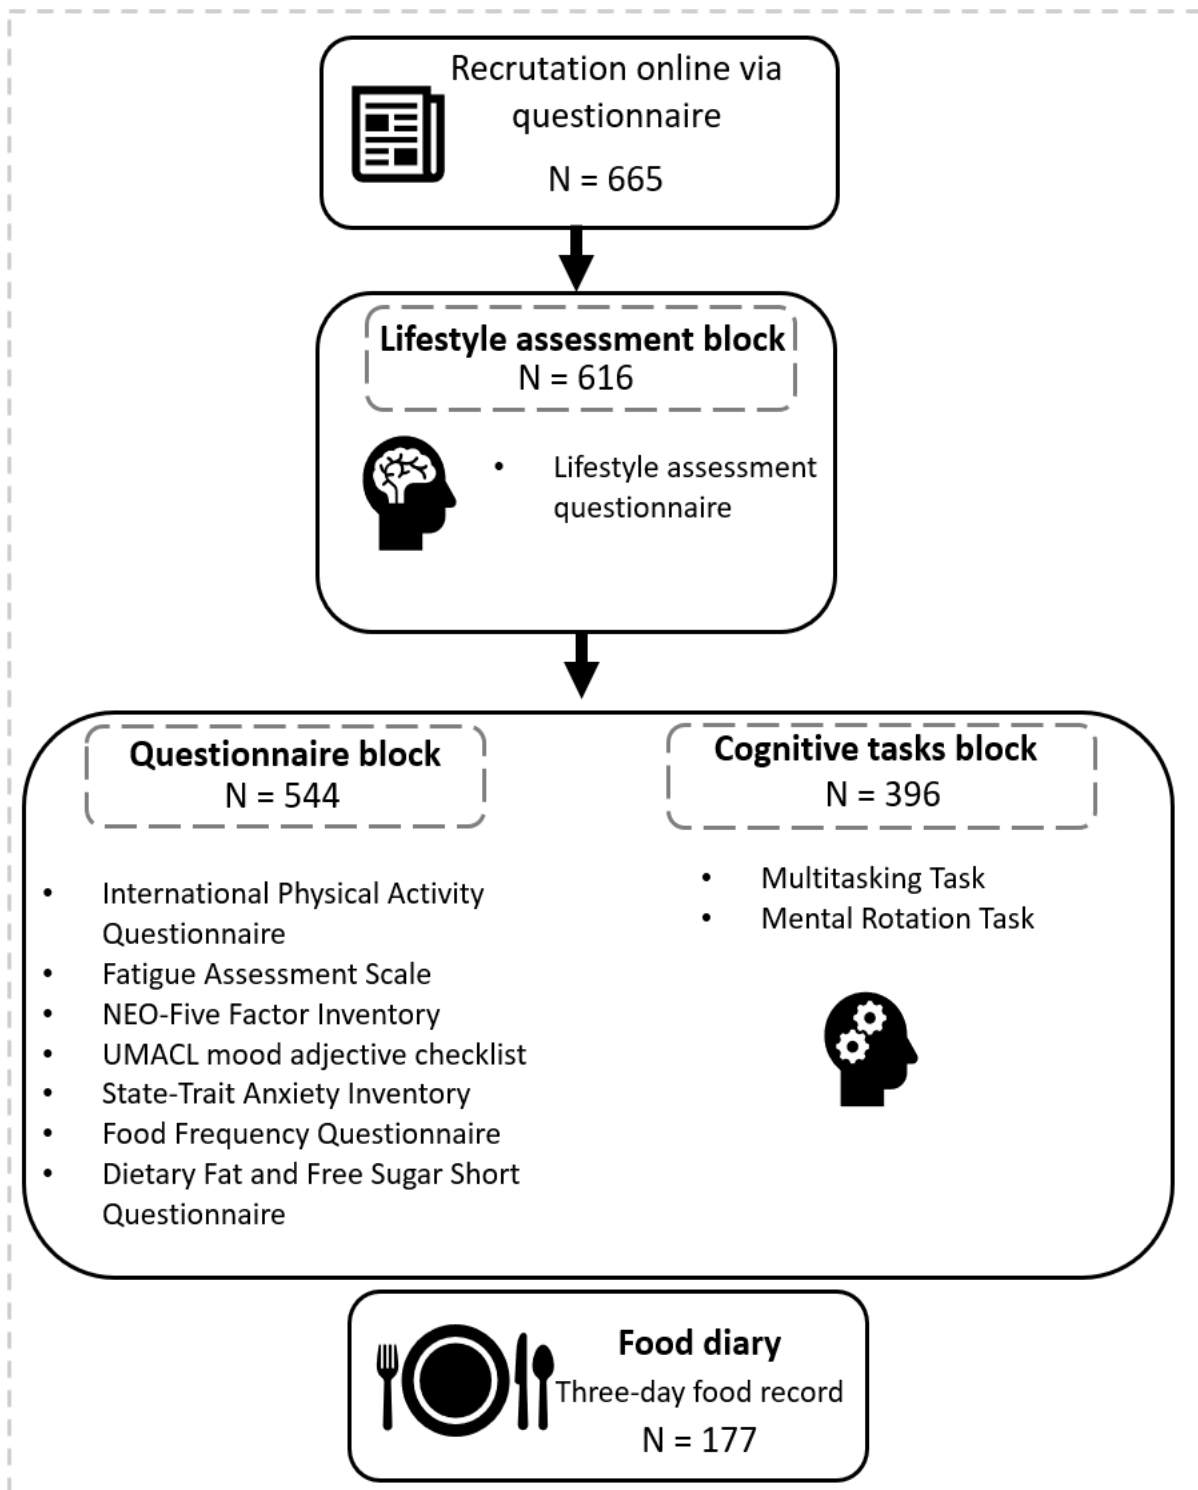 Recrutation online via
questionnaire
N = 665
Lifestyle assessment block
N = 616
• Lifestyle assessment
questionnaire
Questionnaire block
N = 544
• International Physical Activity
Questionnaire
• Fatigue Assessment Scale
• NEO-Five Factor Inventory
• UMACL mood adjective checklist
• State-Trait Anxiety Inventory
• Food Frequency Questionnaire
• Dietary Fat and Free Sugar Short
Questionnaire
Cognitive tasks block
N = 396
• Multitasking Task
• Mental Rotation Task
Food diary
Three-day food record
N = 177